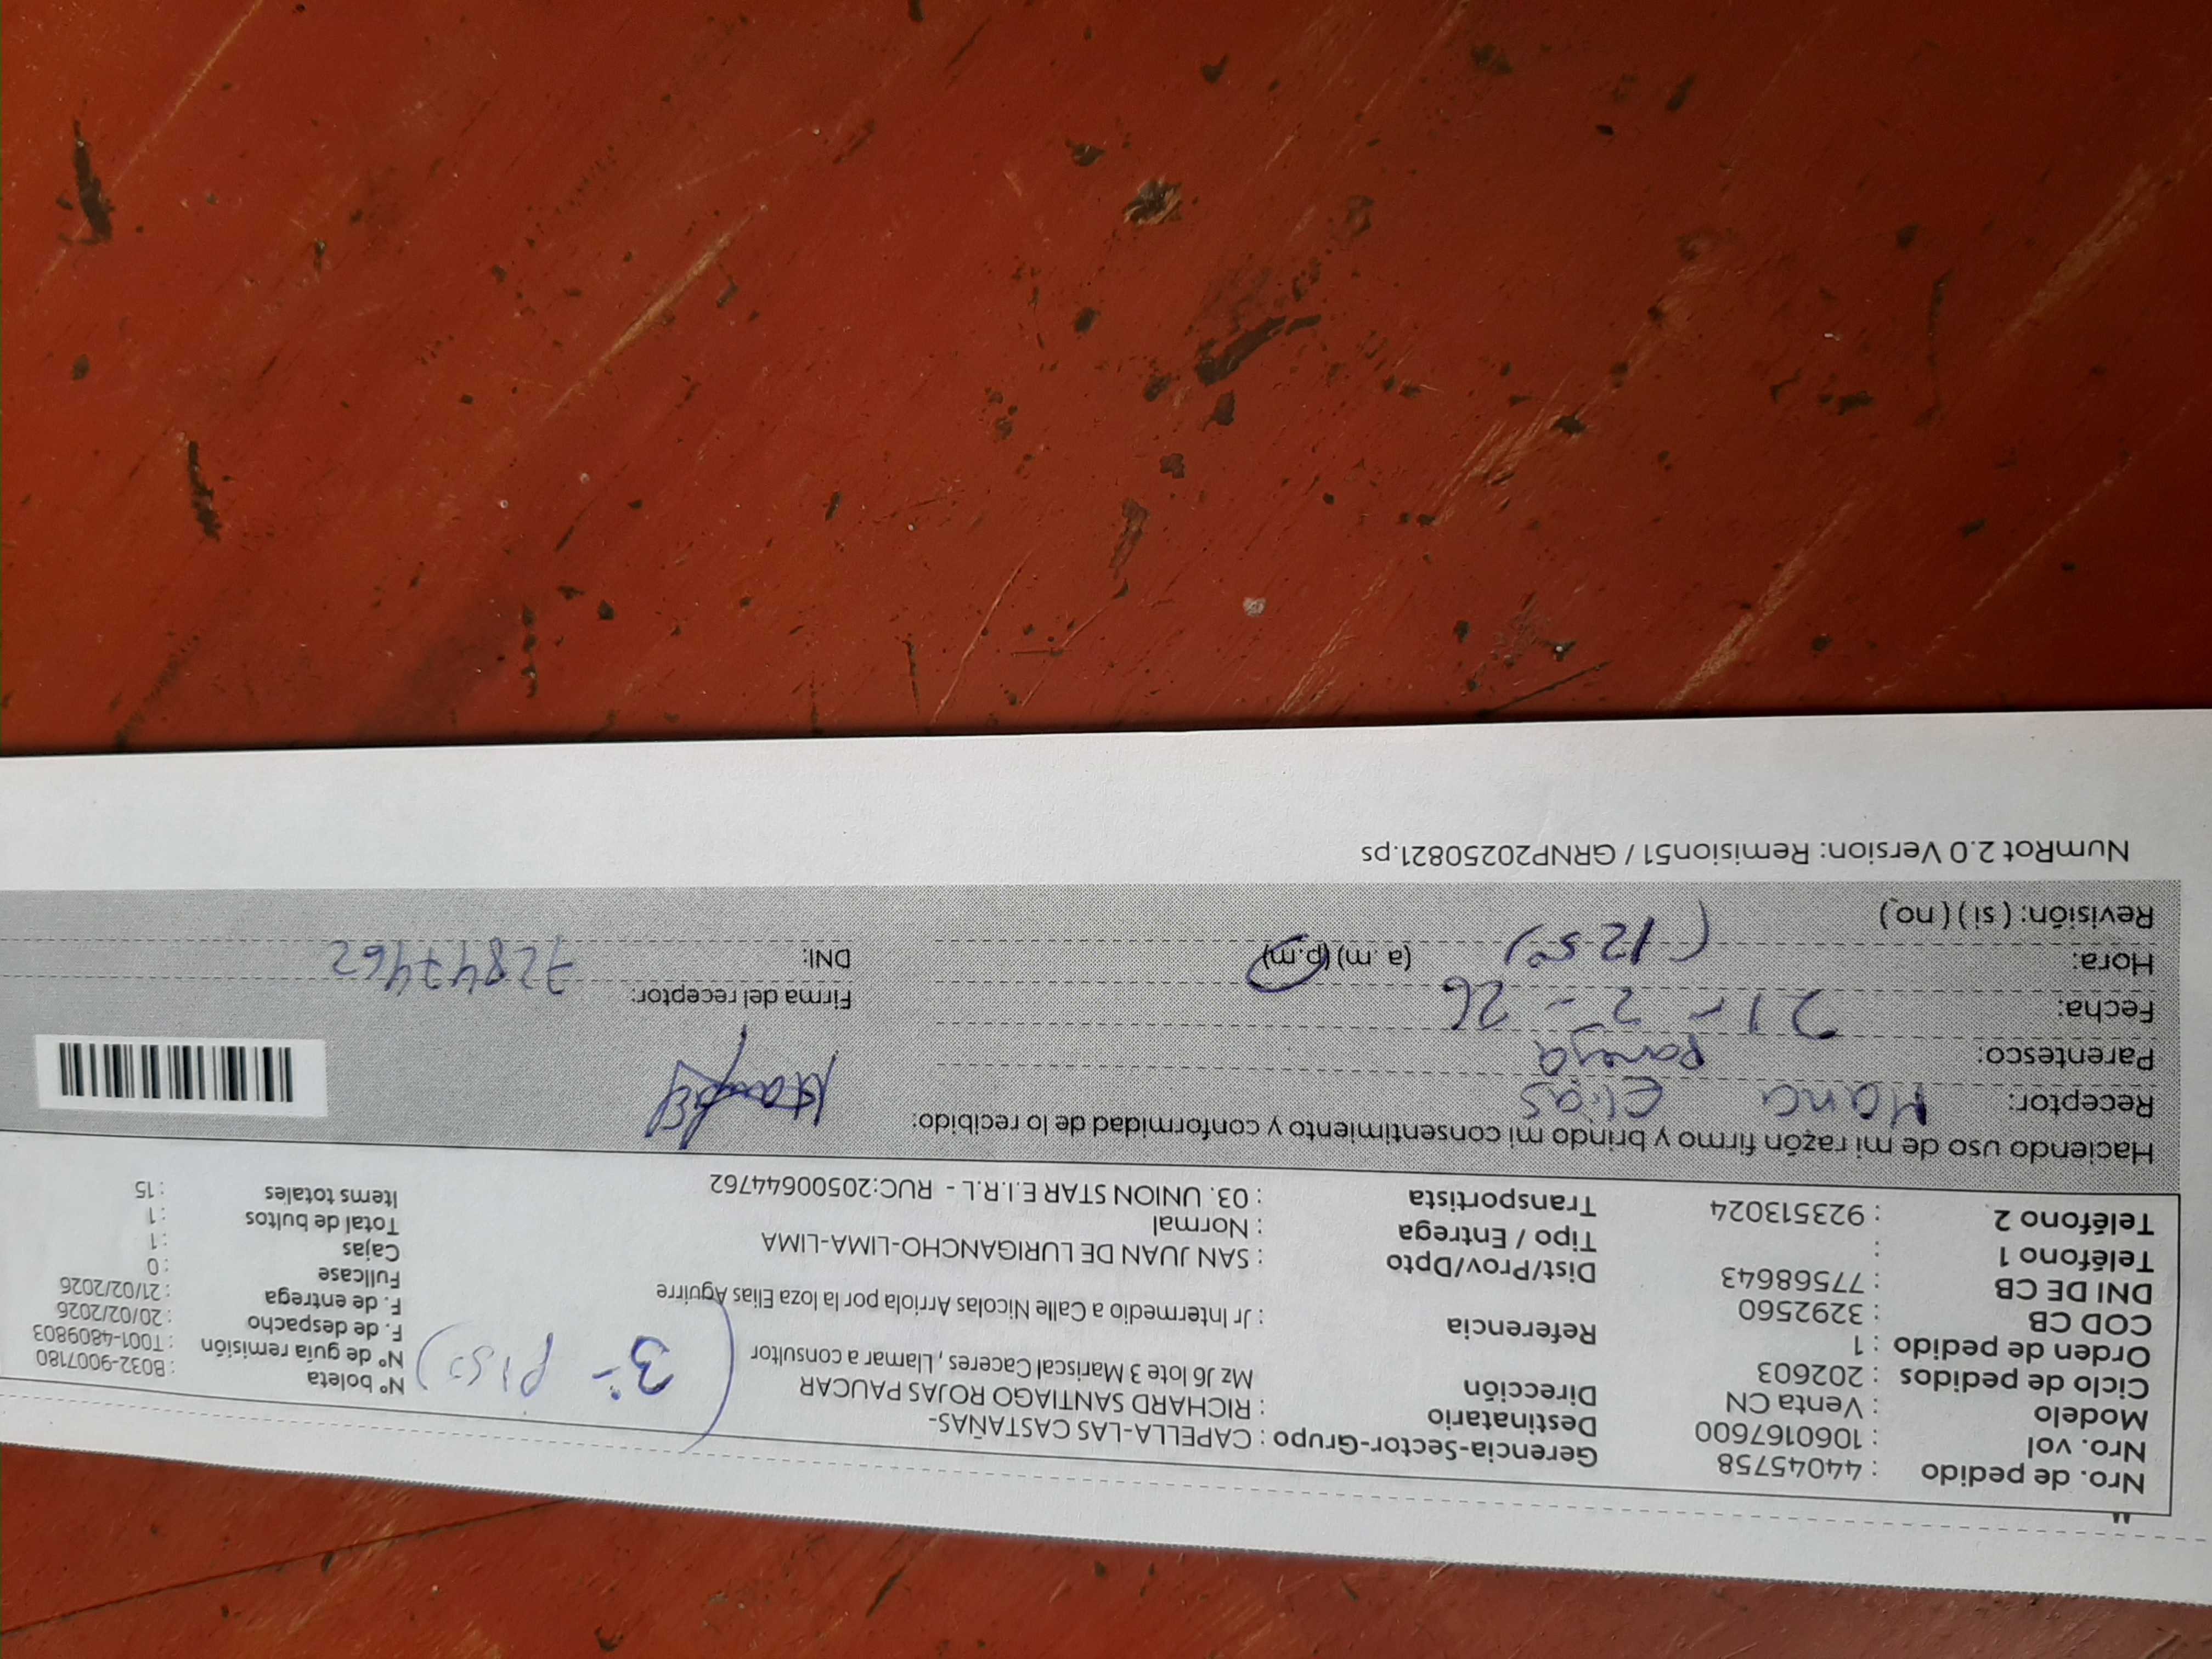 Nro. de pedido : 44045758
Nro. vol : 1060167600
Modelo : Venta CN
Ciclo de pedidos : 202603
Orden de pedido : 1
COD CB : 3292560
DNI DE CB : 77568643
Teléfono 1 :
Teléfono 2 : 923513024
Gerencia-Sector-Grupo : CAPELLA-LAS CASTAÑAS-
Destinatario : RICHARD SANTIAGO ROJAS PAUCAR
Dirección Mz J6 lote 3 Mariscal Caceres , Llamar a consultor
Referencia : Jr Intermedio a Calle Nicolas Arriola por la loza Elias Aguirre
Dist/Prov/Dpto : SAN JUAN DE LURIGANCHO-LIMA-LIMA
Tipo / Entrega : Normal
Transportista : 03. UNION STAR E.I.R.L - RUC:20500644762
(3- piso)
Nº boleta : B032-9007180
Nº de guía remisión : T001-4809803
F. de despacho : 20/02/2026
F. de entrega : 21/02/2026
Fullcase : 0
Cajas : 1
Total de bultos : 1
Items totales : 15
Haciendo uso de mi razón firmo y brindo mi consentimiento y conformidad de lo recibido:
Receptor: Elias
Parentesco: Pareja
Fecha: 21 - 2 - 26
Hora: (12 50) (a. m) (p.m)
Revisión: ( si ) ( no )
Firma del receptor:
DNI: 72847462
NumRot 2.0 Version: Remision51 / GRNP20250821.ps